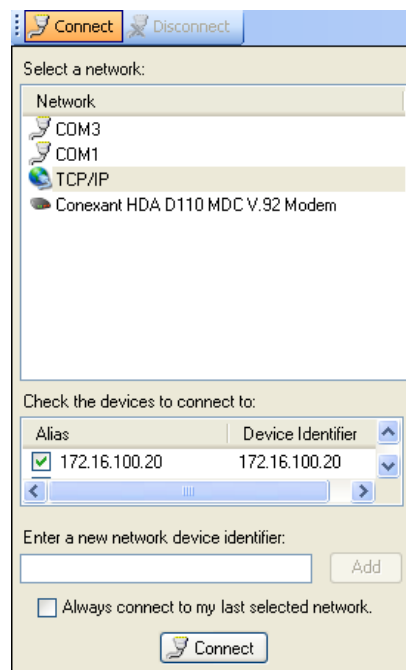 Connect Disconnect
Select a network:
Network
COM3
COM1
TCP/IP
Conexant HDA D110 MDC V.92 Modem
Check the devices to connect to:
Alias Device Identifier
172.16.100.20 172.16.100.20
Enter a new network device identifier:
Add
Always connect to my last selected network.
Connect